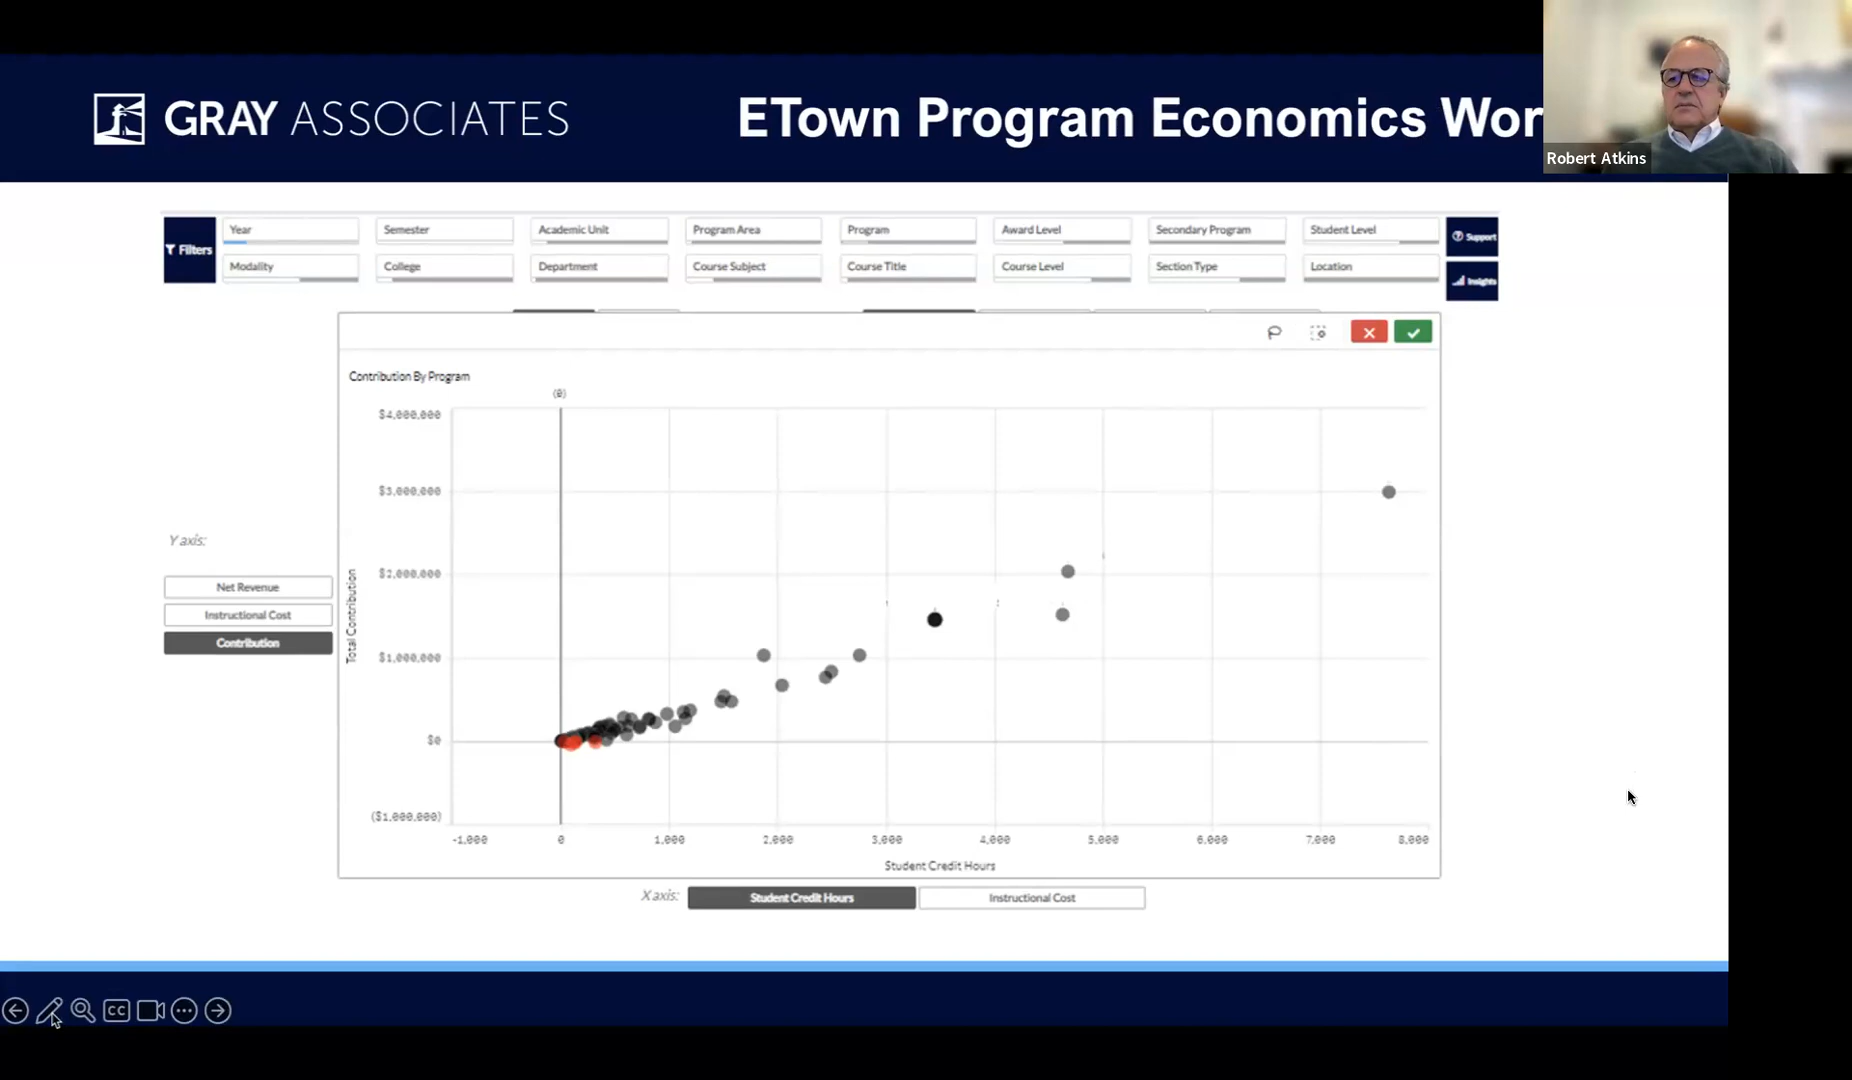 GRAY ASSOCIATES
ETown Program Economics Wor
Robert Atkins
Filters
Year
Semester
Academic Unit
Program Area
Program
Award Level
Secondary Program
Student Level
Support
Modality
College
Department
Course Subject
Course Title
Course Level
Section Type
Location
Insights
Contribution By Program
(0)
$4,000,000
$3,000,000
$2,000,000
$1,000,000
$0
($1,000,000)
Total Contribution
Y axis:
Net Revenue
Instructional Cost
Contribution
-1,000
0
1,000
2,000
3,000
4,000
5,000
6,000
7,000
8,000
Student Credit Hours
X axis:
Student Credit Hours
Instructional Cost
CC